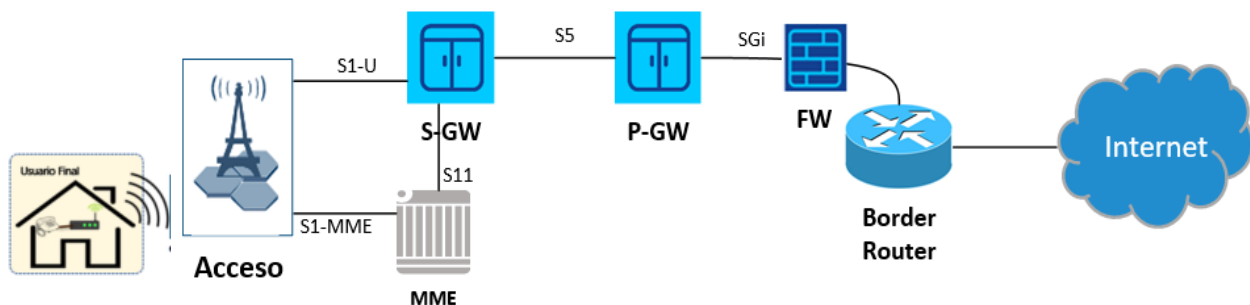 S5
SGi
S1-U
S-GW
P-GW
FW
Internet
Usuario Final
S11
S1-MME
Acceso
MME
Border
Router